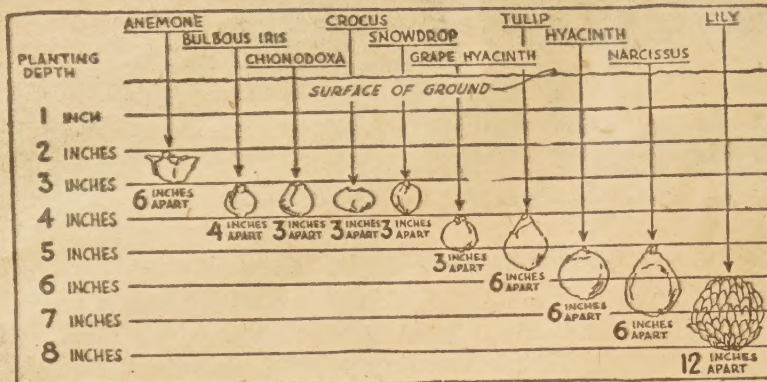 ANEMONE CROCUS TULIP LILY
BULBOUS IRIS SNOWDROP HYACINTH
CHIONODOXA GRAPE HYACINTH NARCISSUS
PLANTING
DEPTH
SURFACE OF GROUND
1 INCH
2 INCHES
3 INCHES
6 INCHES APART
4 INCHES
4 INCHES APART
3 INCHES APART
3 INCHES APART
3 INCHES APART
5 INCHES
3 INCHES APART
6 INCHES APART
6 INCHES
6 INCHES APART
7 INCHES
6 INCHES APART
8 INCHES
12 INCHES APART